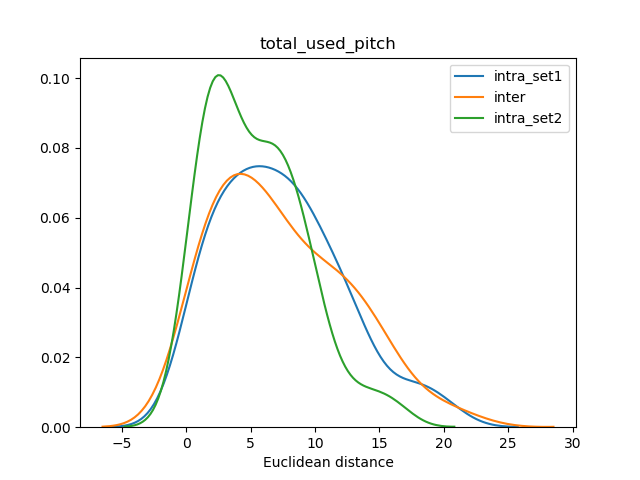 total_used_pitch
intra_set1
inter
intra_set2
0.10
0.08
0.06
0.04
0.02
0.00
−5 0 5 10 15 20 25 30
Euclidean distance